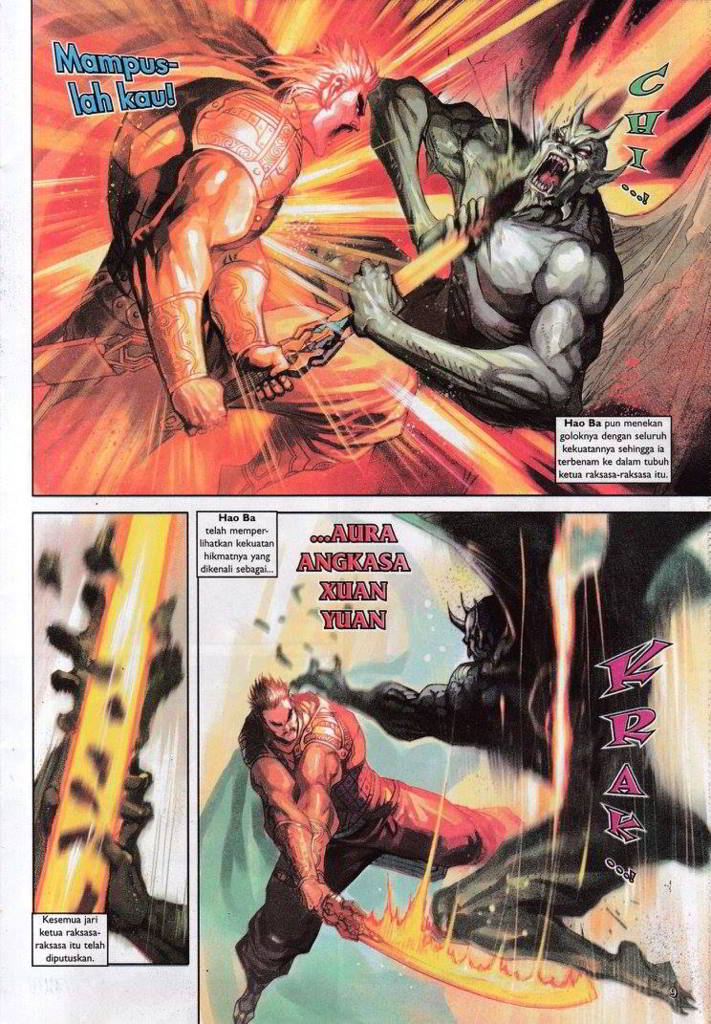 Mampus-
lah kau!
CHI...!
Hao Ba pun menekan
goloknya dengan seluruh
kekuatannya sehingga ia
terbenam ke dalam tubuh
ketua raksasa-raksasa itu.
Hao Ba
telah memper-
lihatkan kekuatan
hikmatnya yang
dikenali sebagai...
...AURA
ANGKASA
XUAN
YUAN
KRAK...!
Kesemua jari
ketua raksasa-
raksasa itu telah
diputuskan.
9